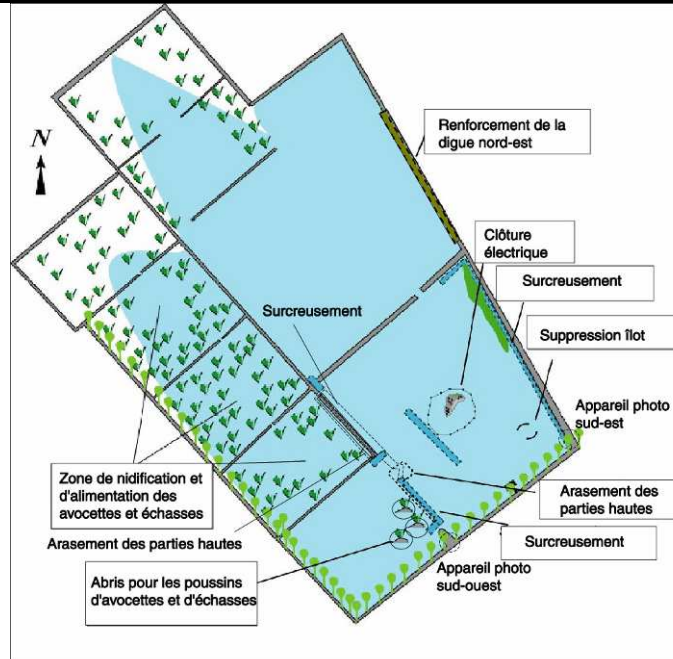 Renforcement de la
digue nord-est
N
Clôture
électrique
Surcreusement
Surcreusement
Suppression îlot
Appareil photo
sud-est
Zone de nidification et
d'alimentation des
avocettes et échasses
Arasement des
parties hautes
Arasement des parties hautes
Surcreusement
Abris pour les poussins
d'avocettes et d'échasses
Appareil photo
sud-ouest